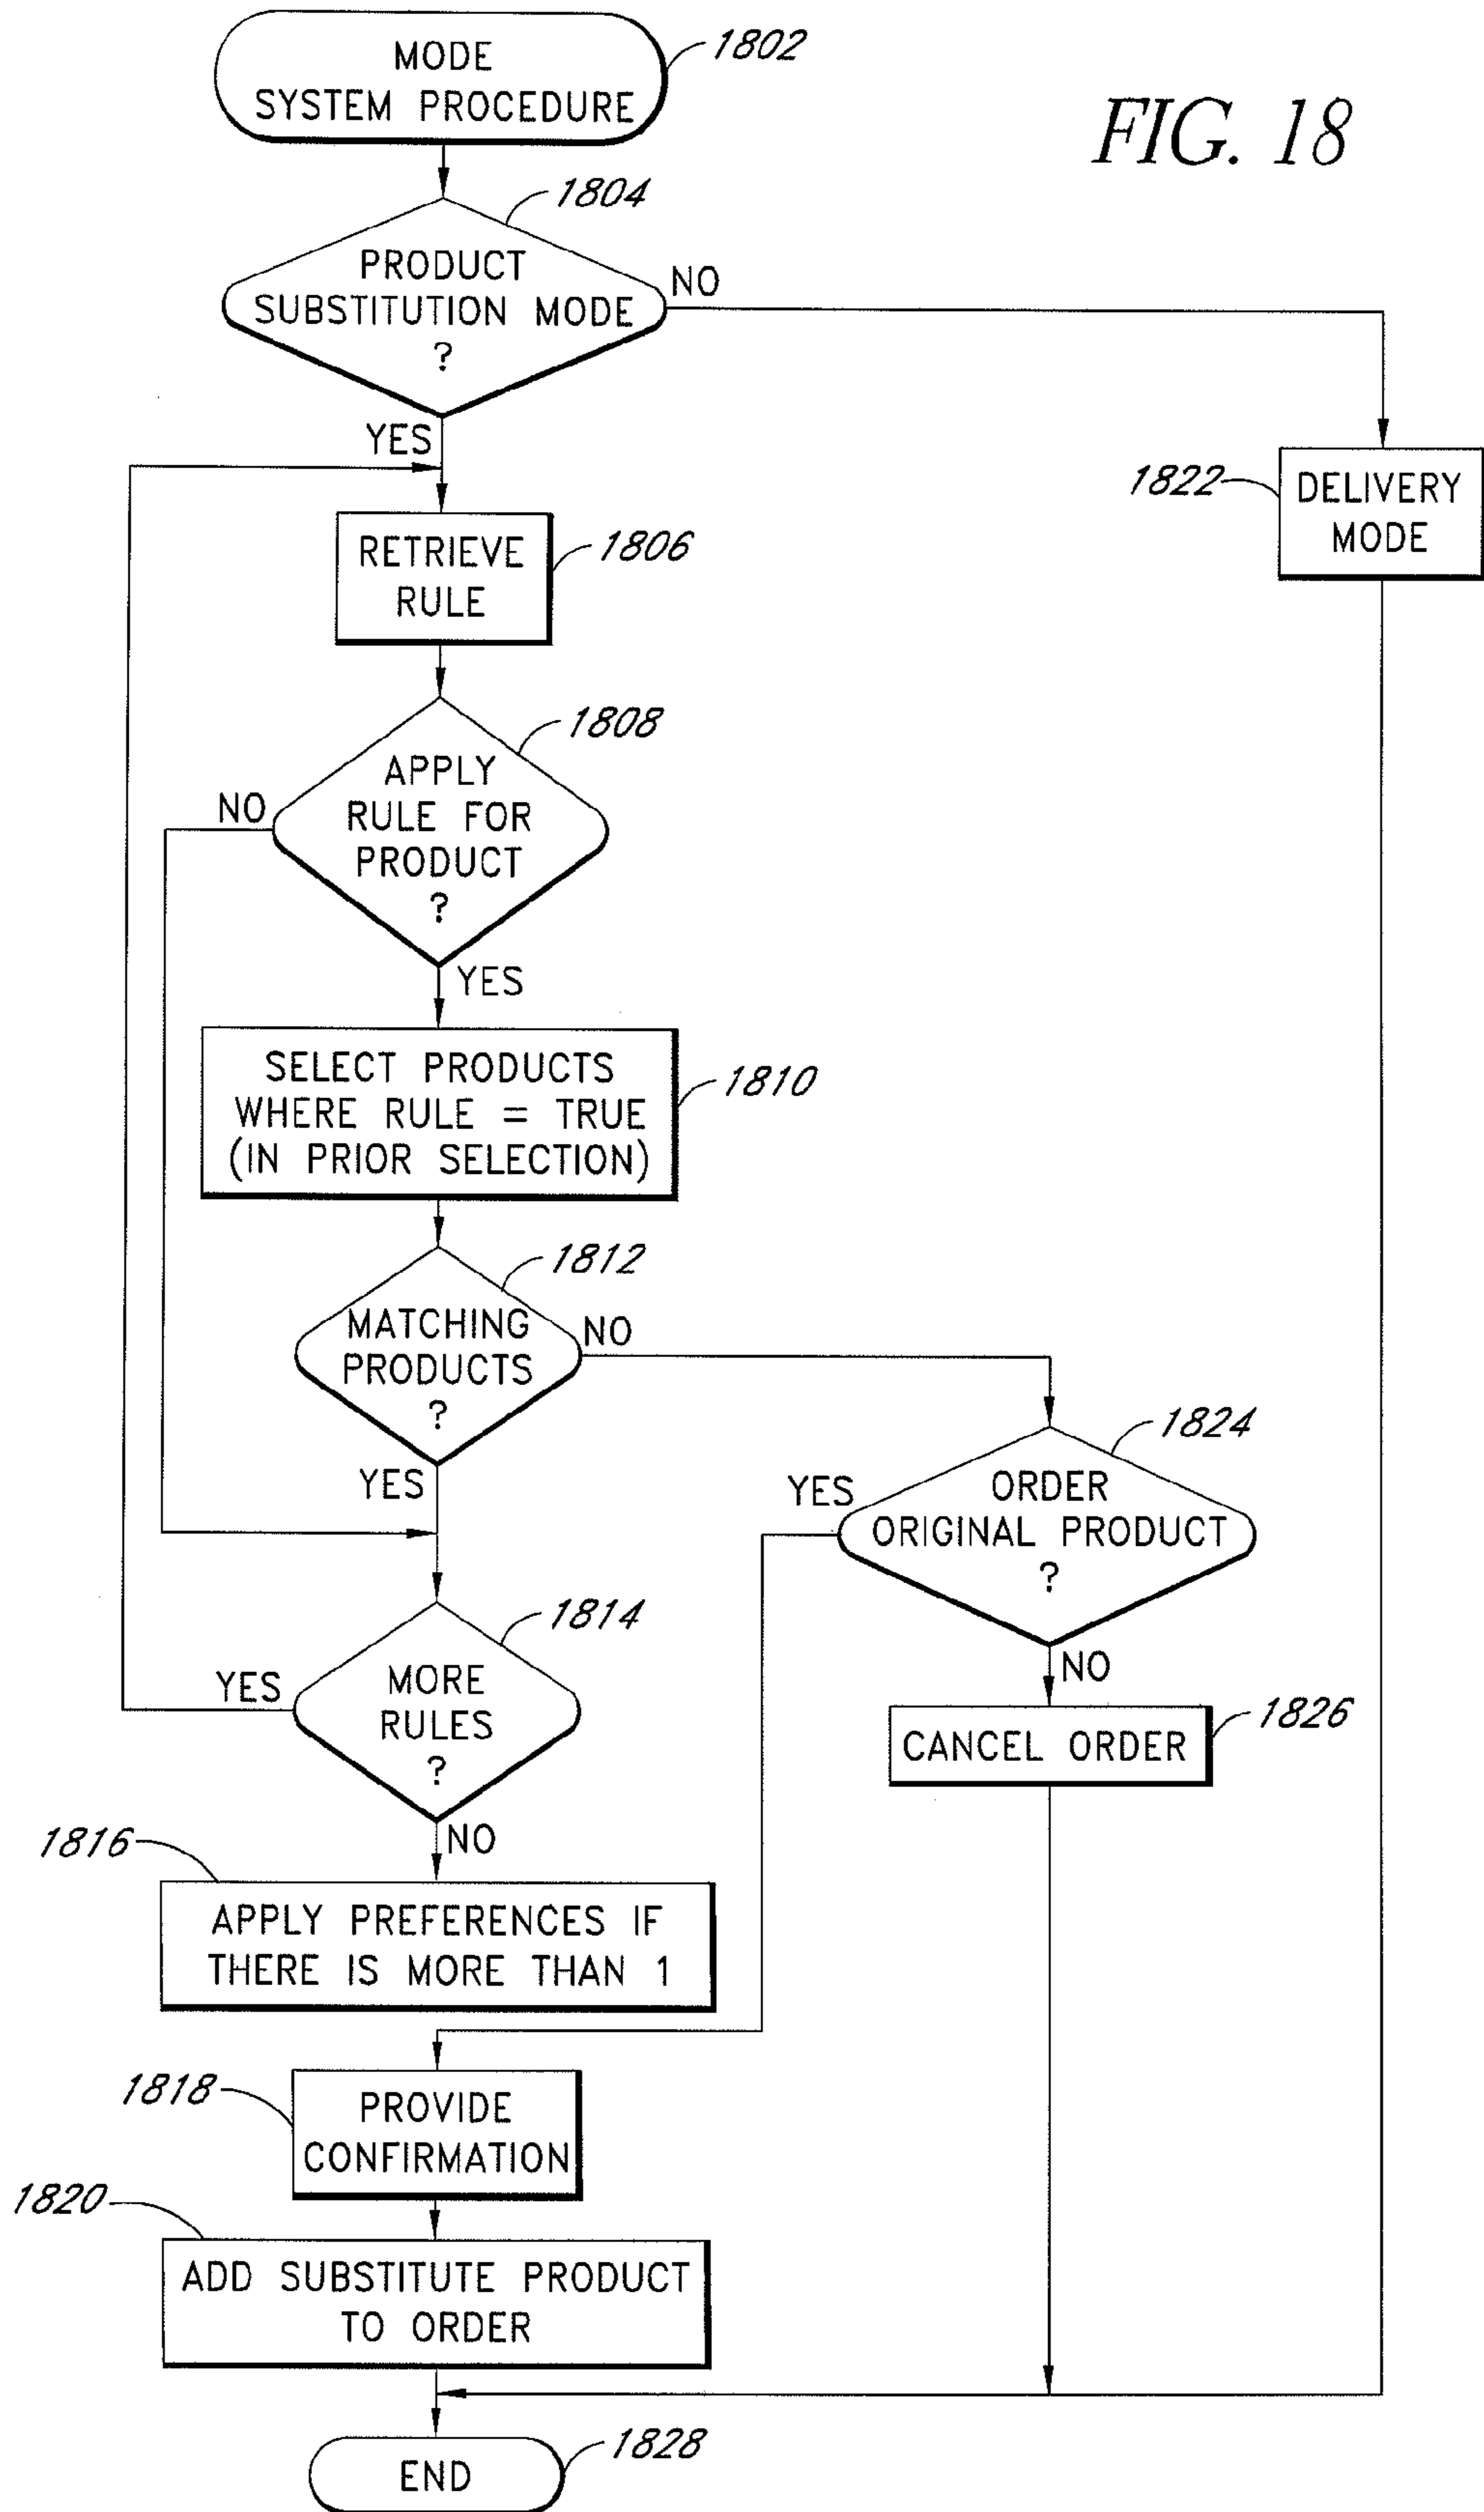 MODE
SYSTEM PROCEDURE
1802
FIG. 18
1804
PRODUCT
SUBSTITUTION MODE
?
NO
YES
1822
DELIVERY
MODE
RETRIEVE
RULE
1806
1808
APPLY
RULE FOR
PRODUCT
?
NO
YES
SELECT PRODUCTS
WHERE RULE = TRUE
(IN PRIOR SELECTION)
1810
1812
MATCHING
PRODUCTS
?
NO
YES
1824
ORDER
ORIGINAL PRODUCT
?
YES
NO
1814
MORE
RULES
?
YES
NO
CANCEL ORDER
1826
1816
APPLY PREFERENCES IF
THERE IS MORE THAN 1
1818
PROVIDE
CONFIRMATION
1820
ADD SUBSTITUTE PRODUCT
TO ORDER
END
1828